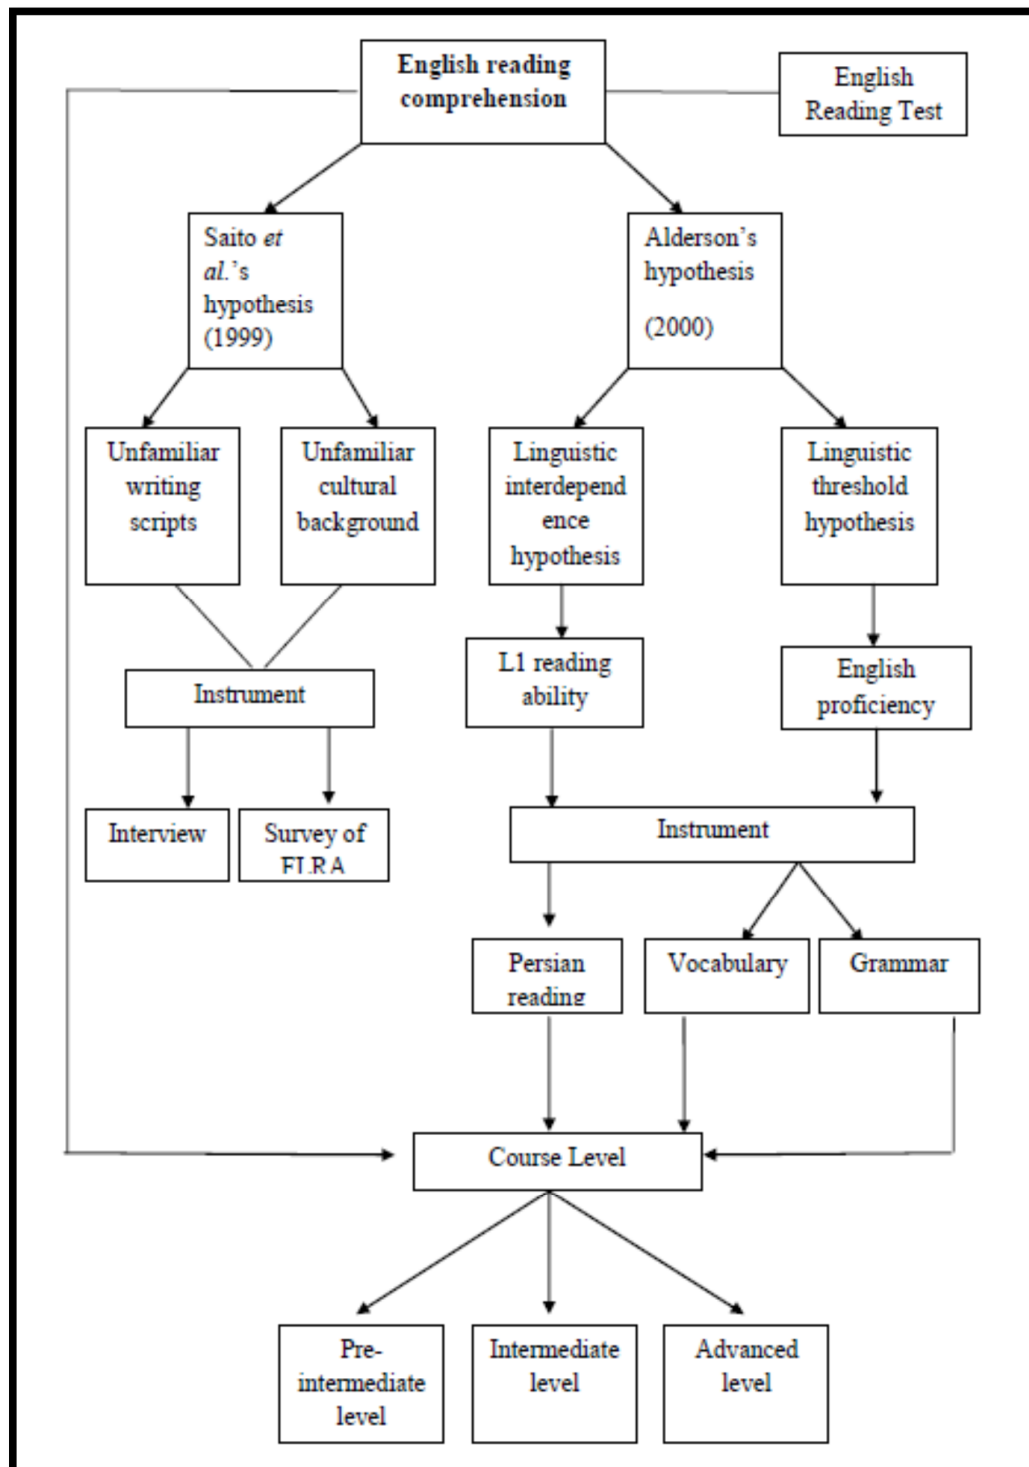 English reading
comprehension
English
Reading Test
Saito et
al.'s
hypothesis
(1999)
Alderson's
hypothesis
(2000)
Unfamiliar
writing
scripts
Unfamiliar
cultural
background
Linguistic
interdepend
ence
hypothesis
Linguistic
threshold
hypothesis
L1 reading
ability
English
proficiency
Instrument
Interview
Survey of
FLRA
Instrument
Persian
reading
Vocabulary
Grammar
Course Level
Pre-
intermediate
level
Intermediate
level
Advanced
level